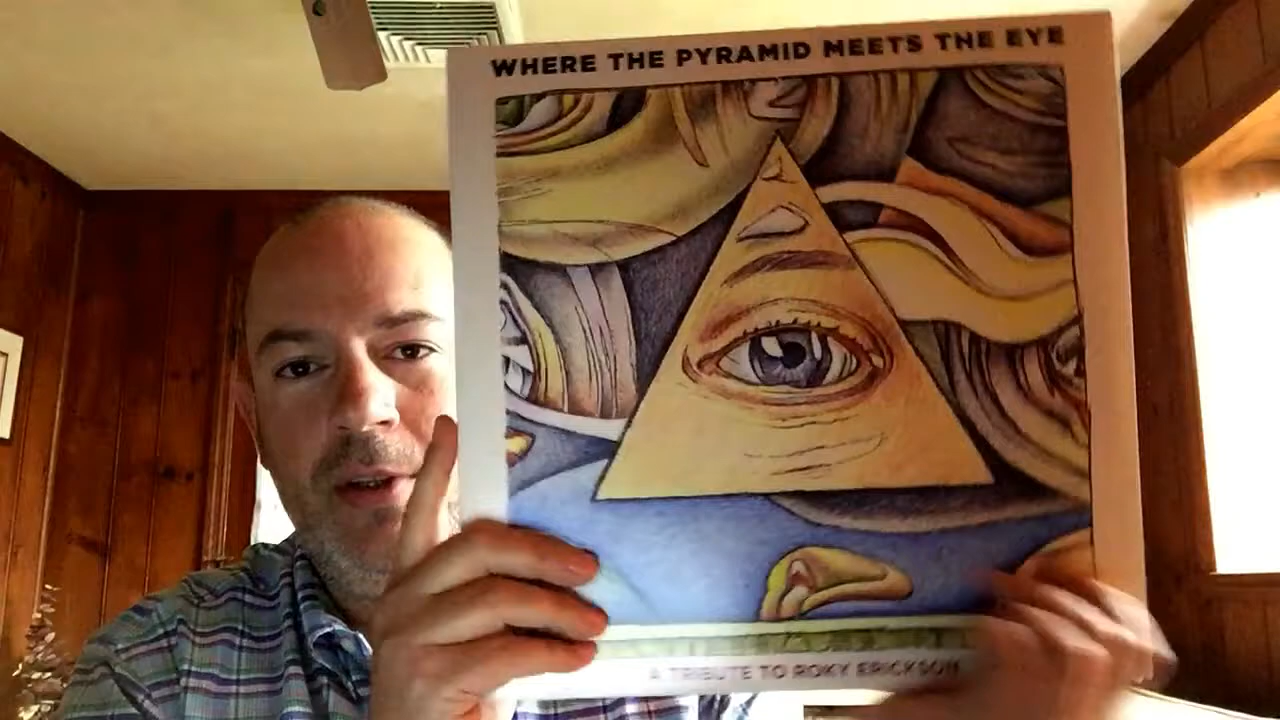 WHERE THE PYRAMID MEETS THE EYE
A TRIBUTE TO ROKY ERICKSON